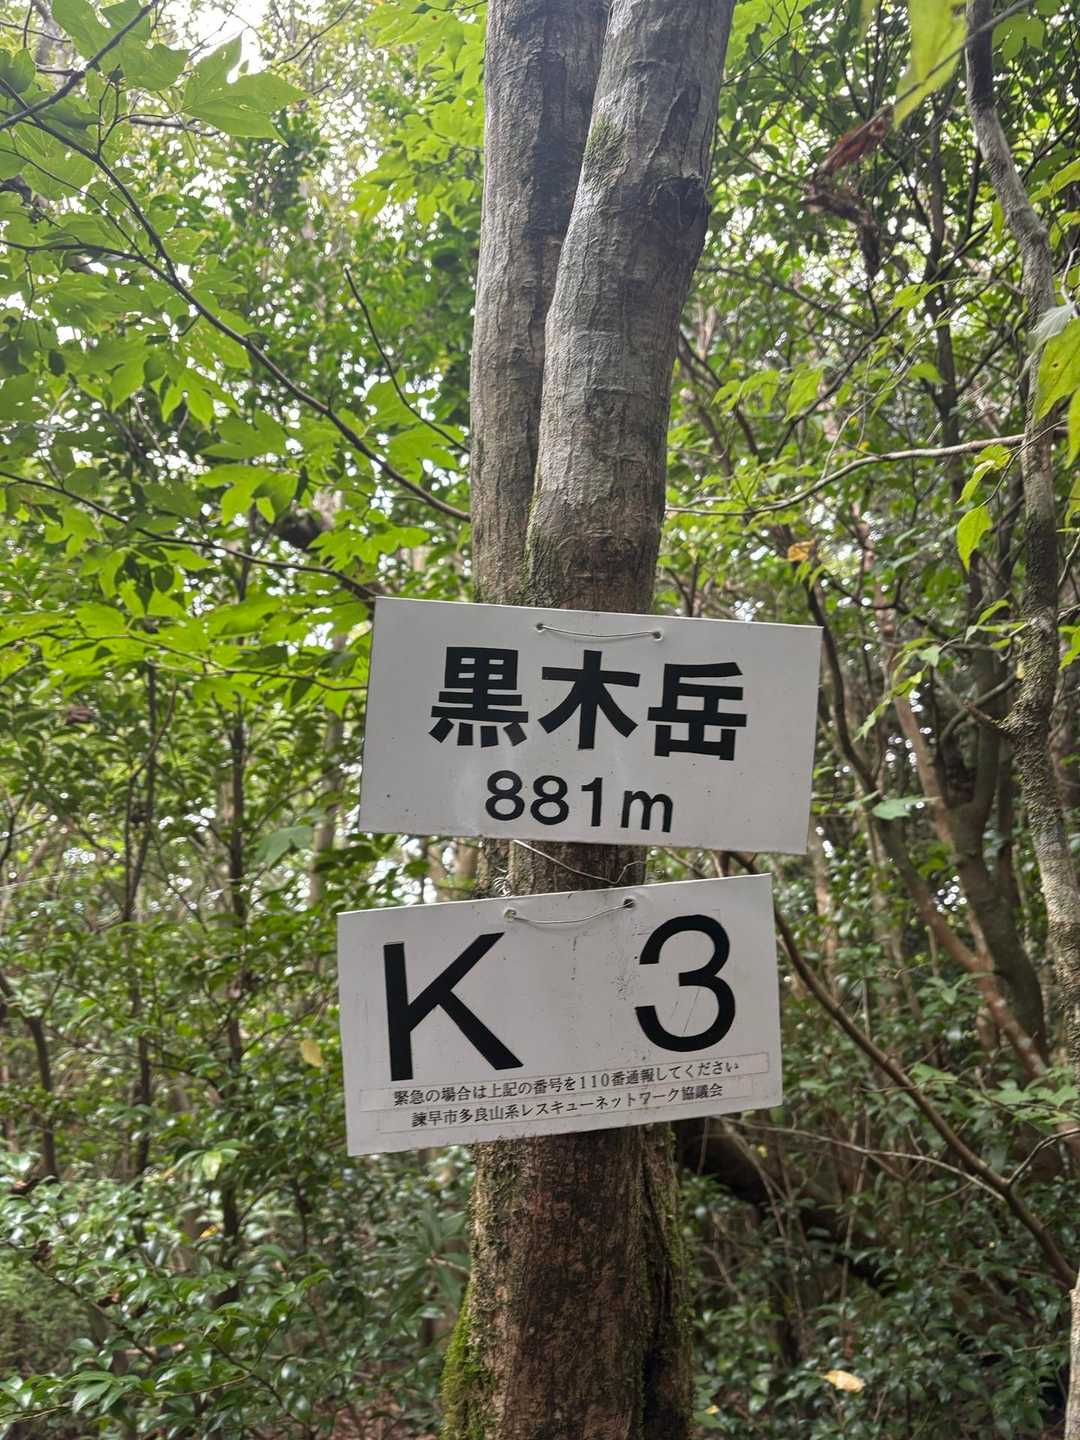 黒木岳
881m
K 3
緊急の場合は上記の番号を110番通報してください
諫早市多良山系レスキューネットワーク協議会